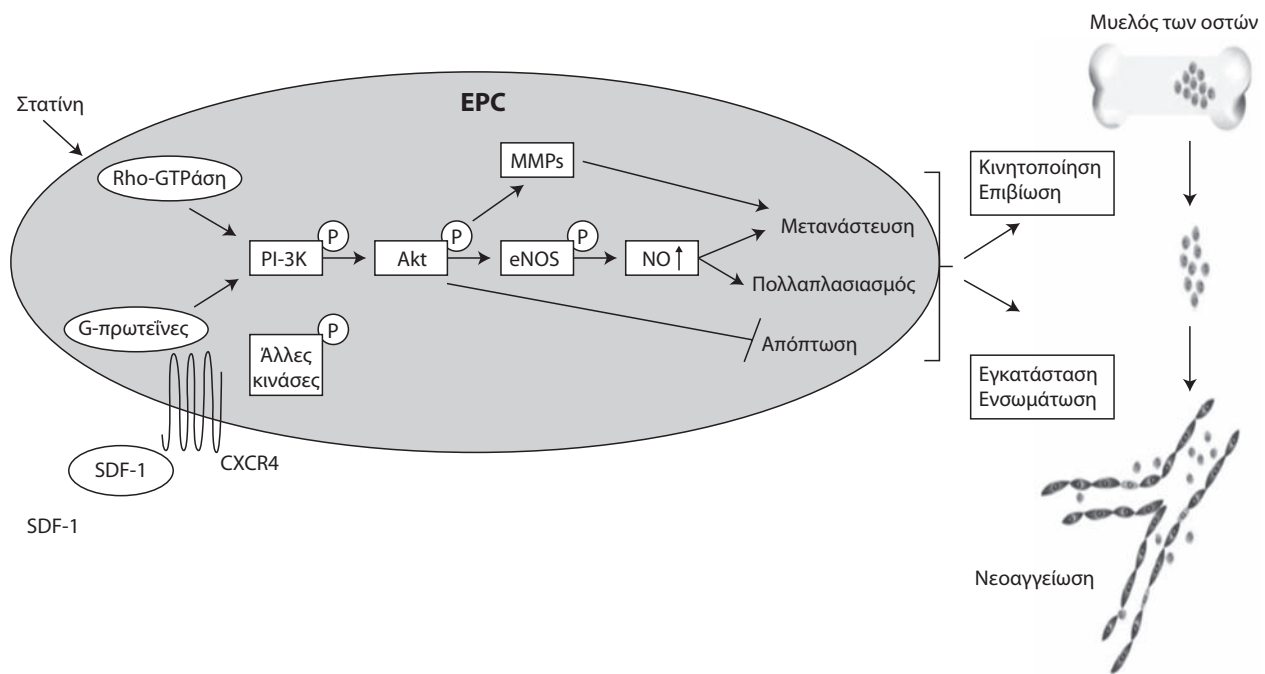 Μυελός των οστών
Στατίνη
EPC
Rho-GTPάση
MMPs
Κινητοποίηση
Επιβίωση
Μετανάστευση
P
P
P
PI-3K
Akt
eNOS
NO
Πολλαπλασιασμός
G-πρωτεΐνες
P
Άλλες
κινάσες
Απόπτωση
Εγκατάσταση
Ενσωμάτωση
SDF-1
CXCR4
SDF-1
Νεοαγγείωση